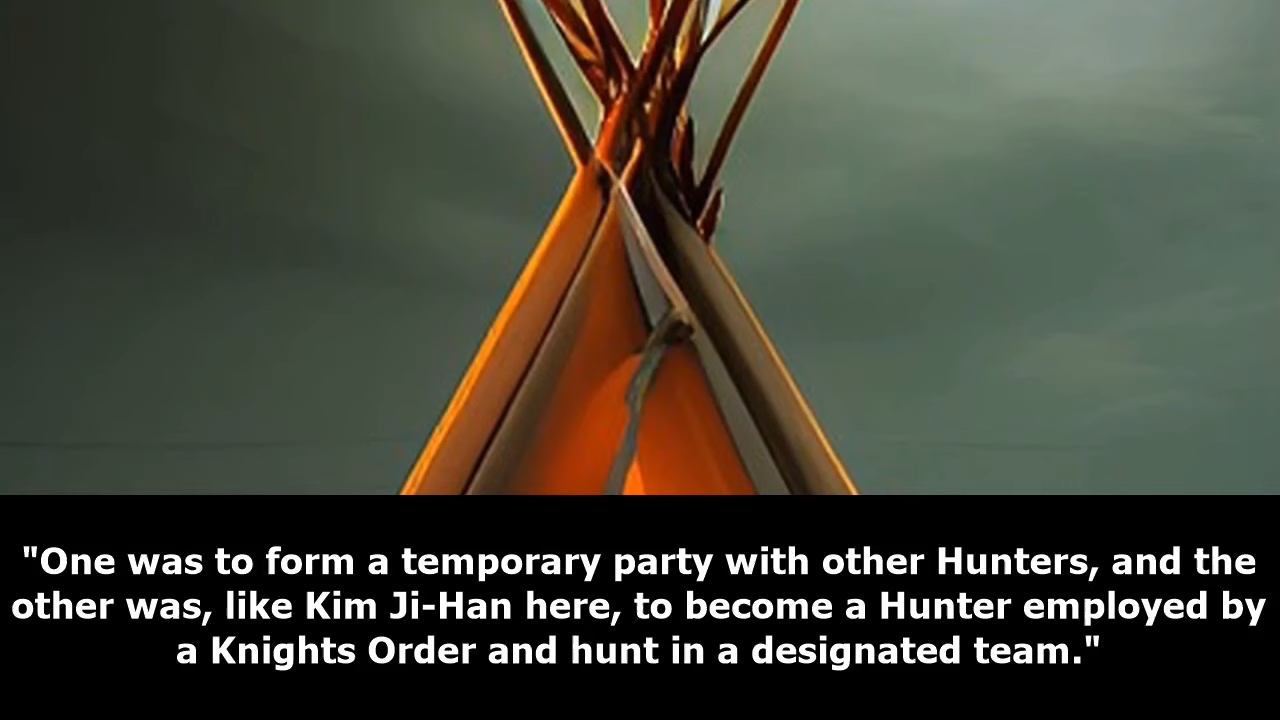 "One was to form a temporary party with other Hunters, and the
other was, like Kim Ji-Han here, to become a Hunter employed by
a Knights Order and hunt in a designated team."